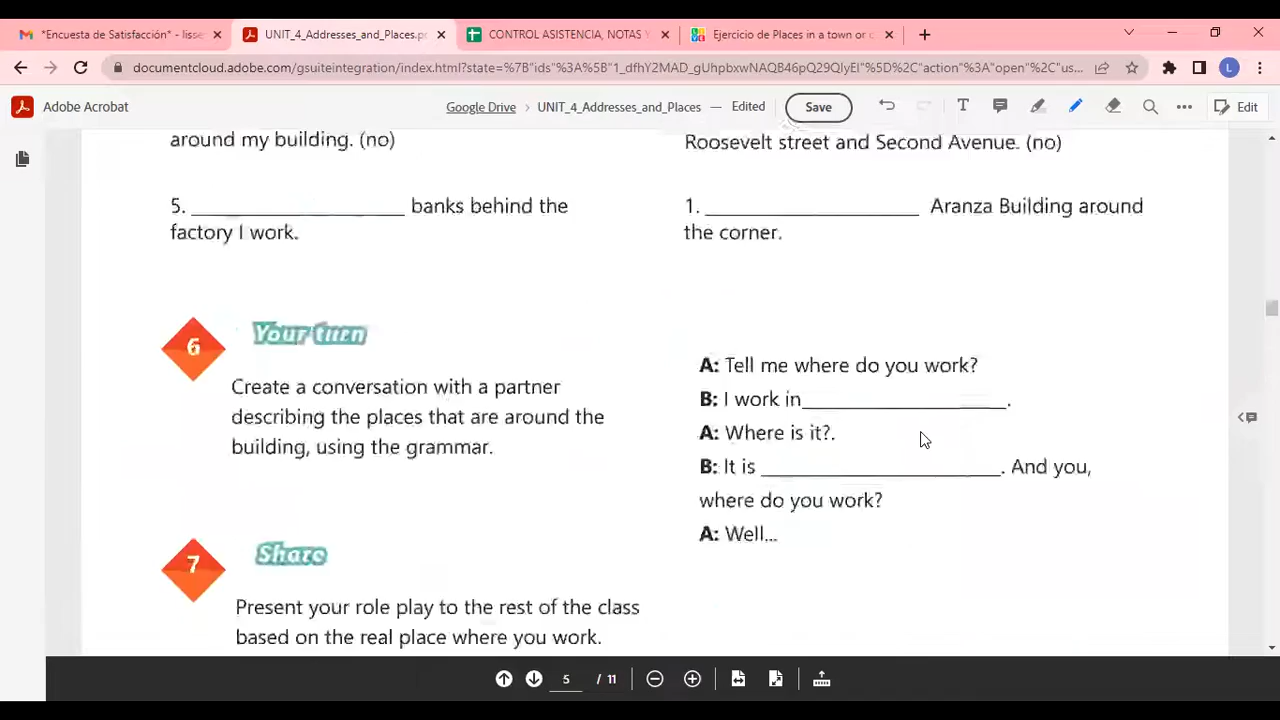 *Encuesta de Satisfacción* - lisse
UNIT_4_Addresses_and_Places.pr
CONTROL ASISTENCIA, NOTAS Y
Ejercicio de Places in a town or c
documentcloud.adobe.com/gsuiteintegration/index.html?state=%7B"ids"%3A%5B"1_dfhY2MAD_gUhpbxwNAQB46pQ29QIyEI"%5D%2C"action"%3A"open"%2C"us...
L
Adobe Acrobat
Google Drive
UNIT_4_Addresses_and_Places
Edited
Save
Edit
around my building. (no)
5. ____________________ banks behind the
factory I work.
Roosevelt street and Second Avenue. (no)
1. ____________________ Aranza Building around
the corner.
6
Your turn
Create a conversation with a partner
describing the places that are around the
building, using the grammar.
A: Tell me where do you work?
B: I work in____________________.
A: Where is it?.
B: It is _______________________. And you,
where do you work?
A: Well...
7
Share
Present your role play to the rest of the class
based on the real place where you work.
5 / 11